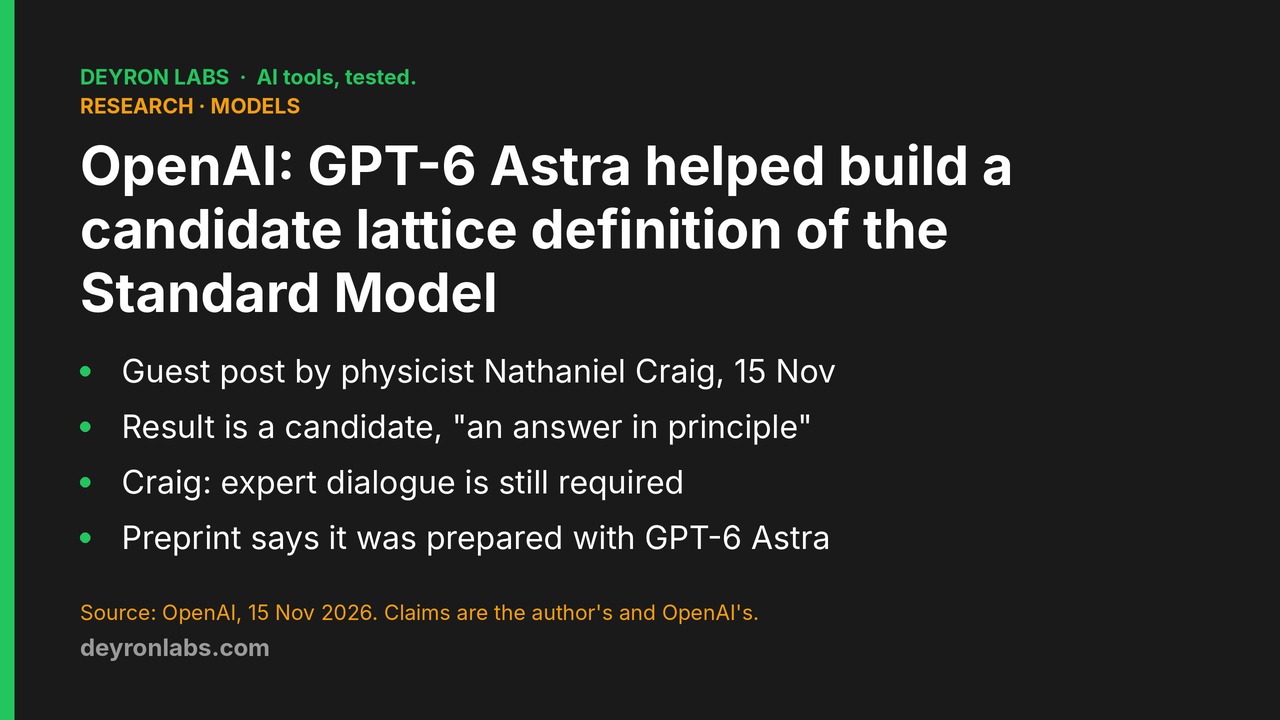 DEYRON LABS · AI tools, tested.
RESEARCH · MODELS
OpenAI: GPT-6 Astra helped build a
candidate lattice definition of the
Standard Model
• Guest post by physicist Nathaniel Craig, 15 Nov
• Result is a candidate, "an answer in principle"
• Craig: expert dialogue is still required
• Preprint says it was prepared with GPT-6 Astra
Source: OpenAI, 15 Nov 2026. Claims are the author's and OpenAI's.
deyronlabs.com